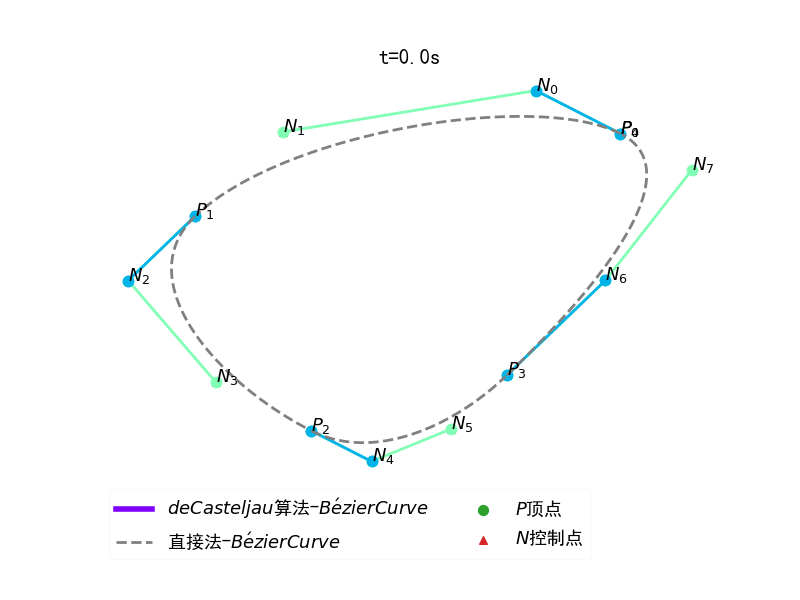 t=0.0s
N0
N1
P0
P4
N7
P1
N2
N6
P3
N3
P2
N5
N4
deCasteljau算法-BézierCurve
P顶点
直接法-BézierCurve
N控制点